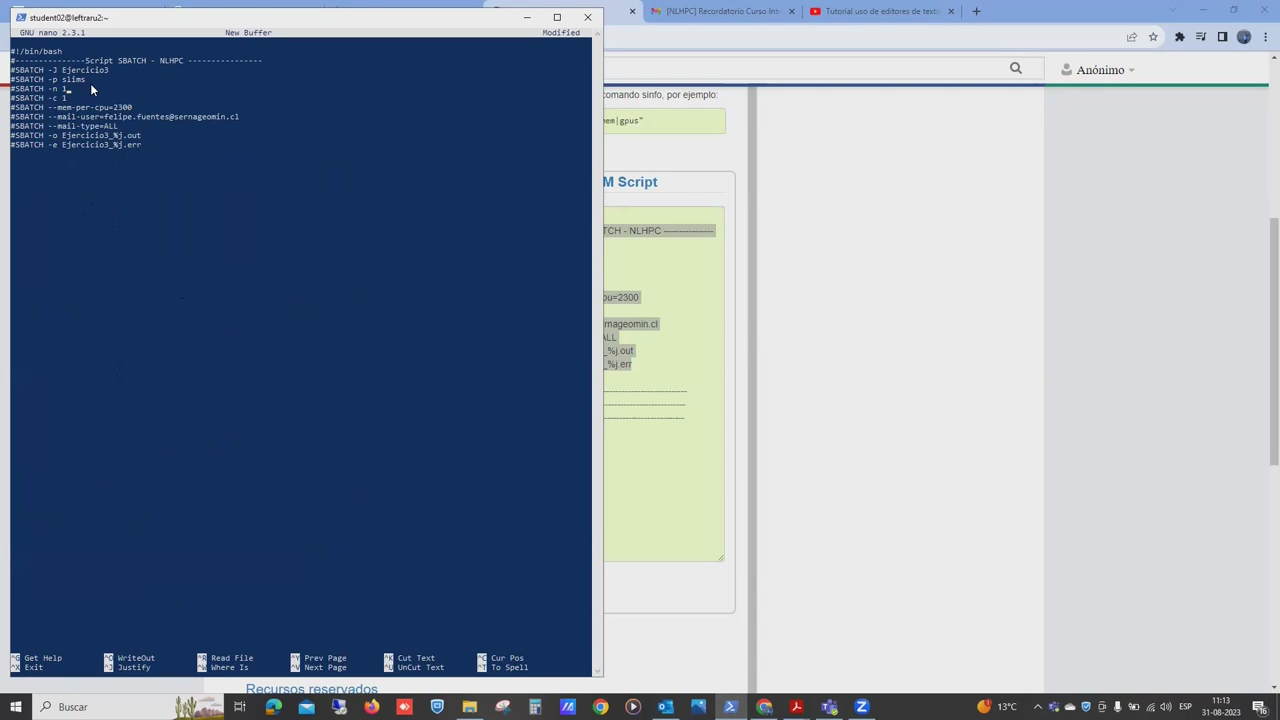 student02@leftraru2:~
[NLHPC] Recordatorio Curso Int
Tutorial uso de editores de texto
GNU nano 2.3.1 New Buffer Modified
#!/bin/bash
#---------------Script SBATCH - NLHPC ----------------
#SBATCH -J Ejercicio3
#SBATCH -p slims
#SBATCH -n 1
#SBATCH -c 1
#SBATCH --mem-per-cpu=2300
#SBATCH --mail-user=felipe.fuentes@sernageomin.cl
#SBATCH --mail-type=ALL
#SBATCH -o Ejercicio3_%j.out
#SBATCH -e Ejercicio3_%j.err
^G Get Help ^O WriteOut ^R Read File ^Y Prev Page ^K Cut Text ^C Cur Pos
^X Exit ^J Justify ^W Where Is ^V Next Page ^U UnCut Text ^T To Spell
Anónimo
comando sinfo, por ejemplo:
mem|gpus"
M Script
TCH - NLHPC ----------------
pu=2300
rnageomin.cl
ALL
_%j.out
_%j.err
Recursos reservados
Buscar
ESP
11:13
31-08-2023